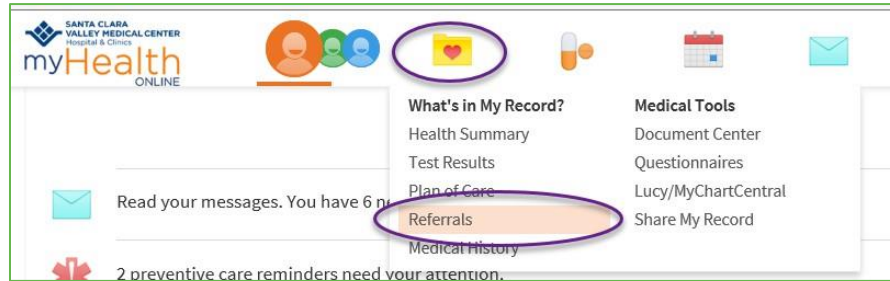 SANTA CLARA
VALLEY MEDICAL CENTER
Hospital & Clinics
myHealth
ONLINE
What's in My Record?
Health Summary
Test Results
Plan of Care
Referrals
Medical History
Medical Tools
Document Center
Questionnaires
Lucy/MyChartCentral
Share My Record
Read your messages. You have 6
2 preventive care reminders need your attention.